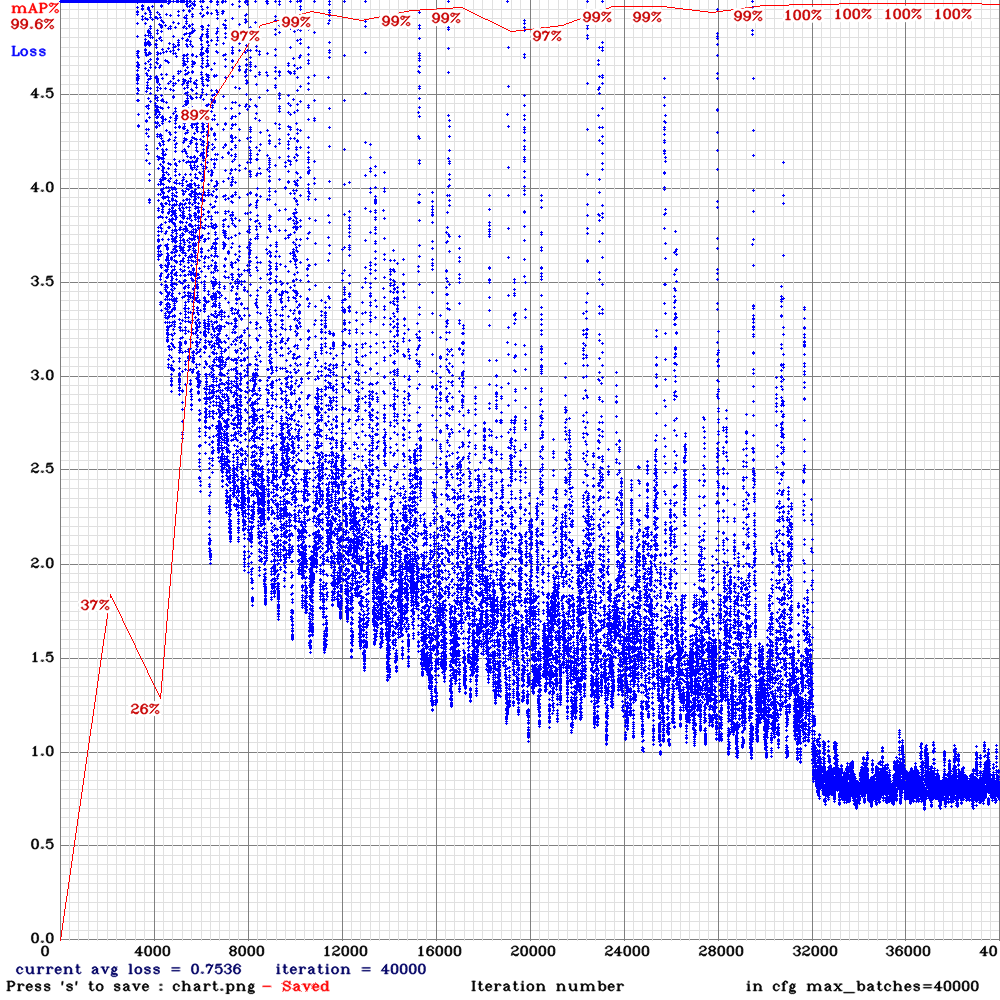 mAP%
99.6%
Loss
99% 99% 99% 99% 99% 99% 100% 100% 100% 100%
97% 97%
4.5
89%
4.0
3.5
3.0
2.5
2.0
37%
1.5
26%
1.0
0.5
0.0
0 4000 8000 12000 16000 20000 24000 28000 32000 36000 40
current avg loss = 0.7536 iteration = 40000
Press 's' to save : chart.png - Saved Iteration number in cfg max_batches=40000